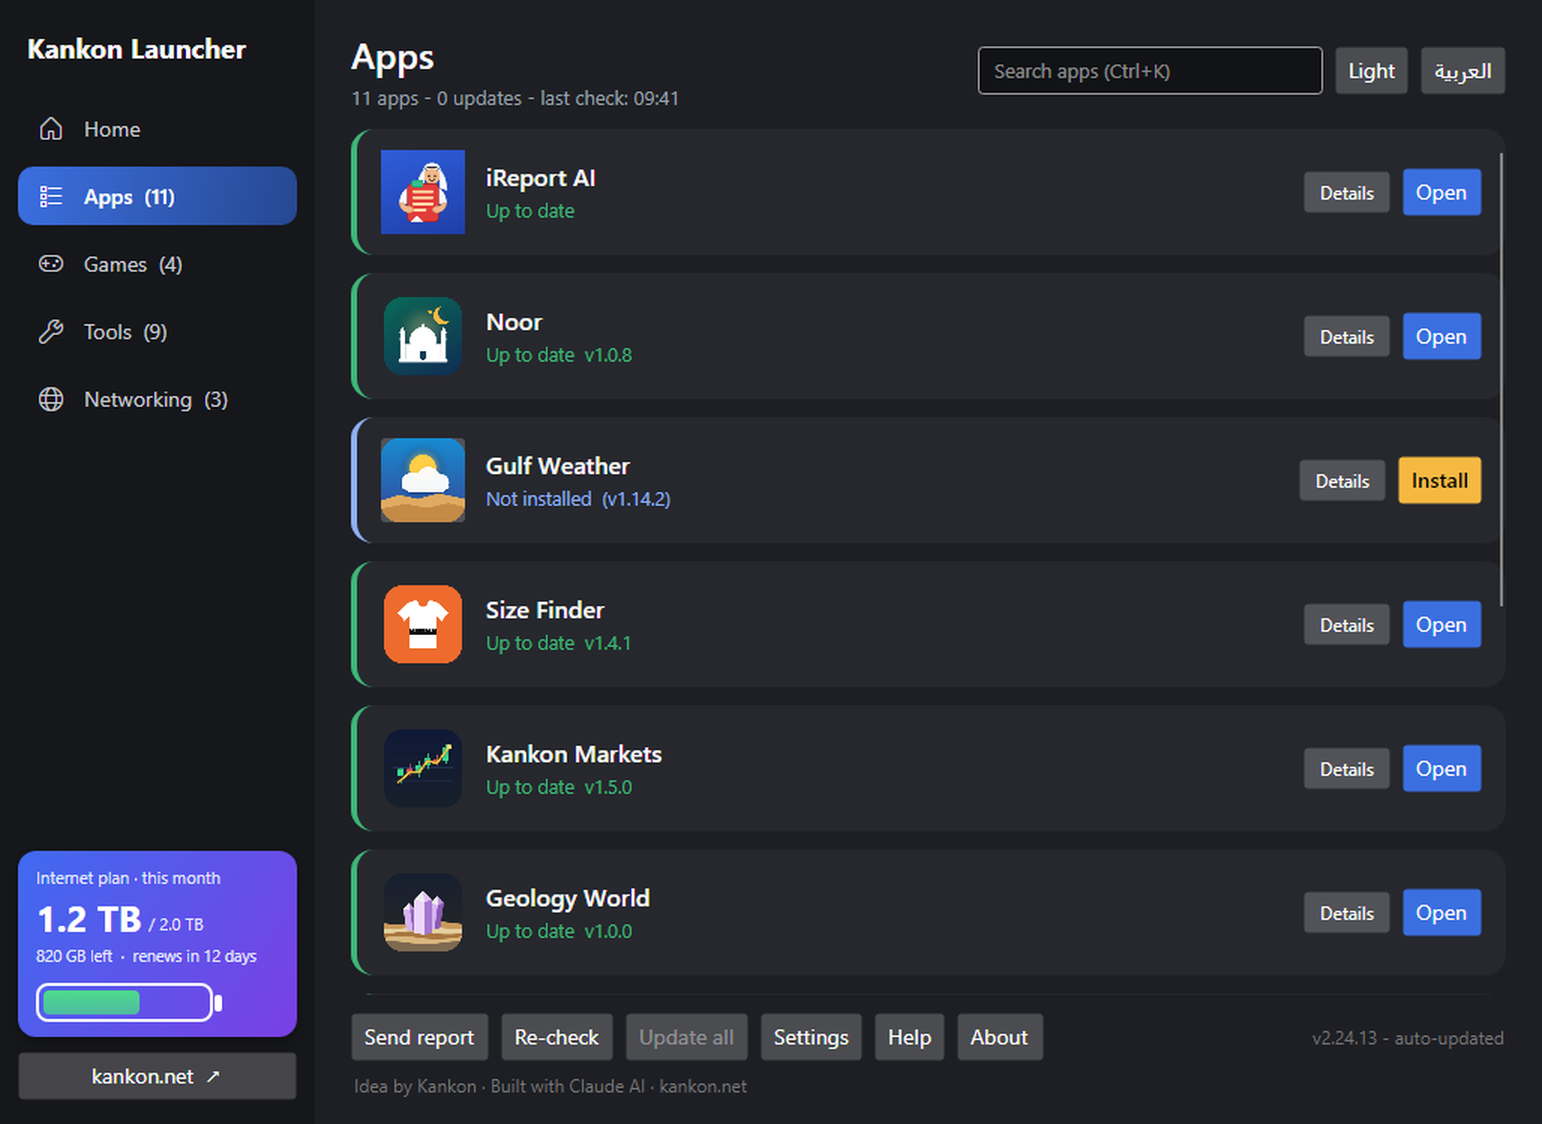 Kankon Launcher
Home
Apps (11)
Games (4)
Tools (9)
Networking (3)
Internet plan · this month
1.2 TB / 2.0 TB
820 GB left · renews in 12 days
kankon.net ↗
Apps
11 apps - 0 updates - last check: 09:41
Search apps (Ctrl+K)
Light
العربية
iReport AI
Up to date
Details
Open
Noor
Up to date v1.0.8
Details
Open
Gulf Weather
Not installed (v1.14.2)
Details
Install
Size Finder
Up to date v1.4.1
Details
Open
Kankon Markets
Up to date v1.5.0
Details
Open
Geology World
Up to date v1.0.0
Details
Open
Send report
Re-check
Update all
Settings
Help
About
v2.24.13 - auto-updated
Idea by Kankon · Built with Claude AI · kankon.net